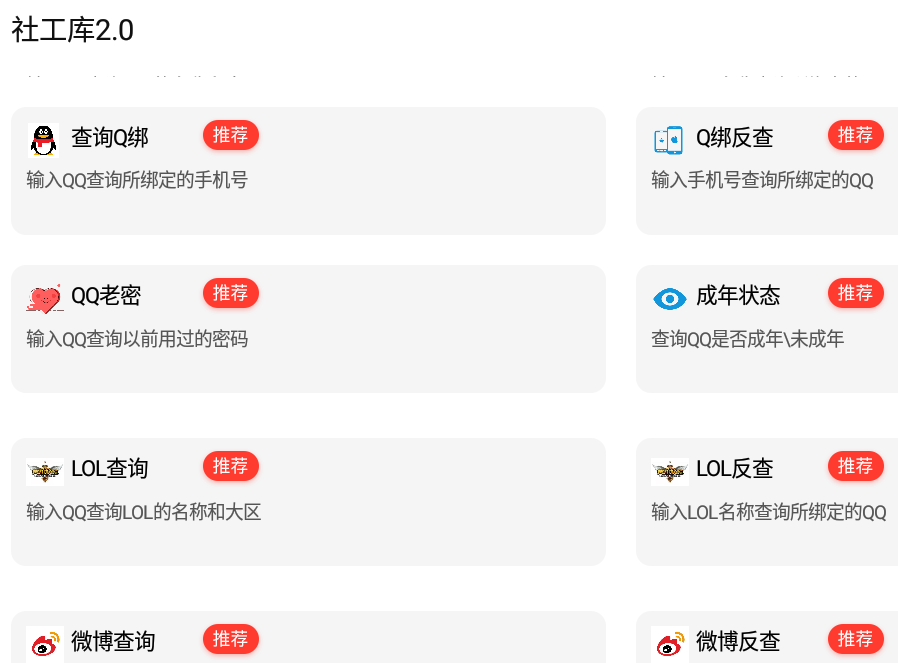 社工库2.0
查询Q绑 推荐
输入QQ查询所绑定的手机号
Q绑反查 推荐
输入手机号查询所绑定的QQ
QQ老密 推荐
输入QQ查询以前用过的密码
成年状态 推荐
查询QQ是否成年\未成年
LOL查询 推荐
输入QQ查询LOL的名称和大区
LOL反查 推荐
输入LOL名称查询所绑定的QQ
微博查询 推荐
微博反查 推荐